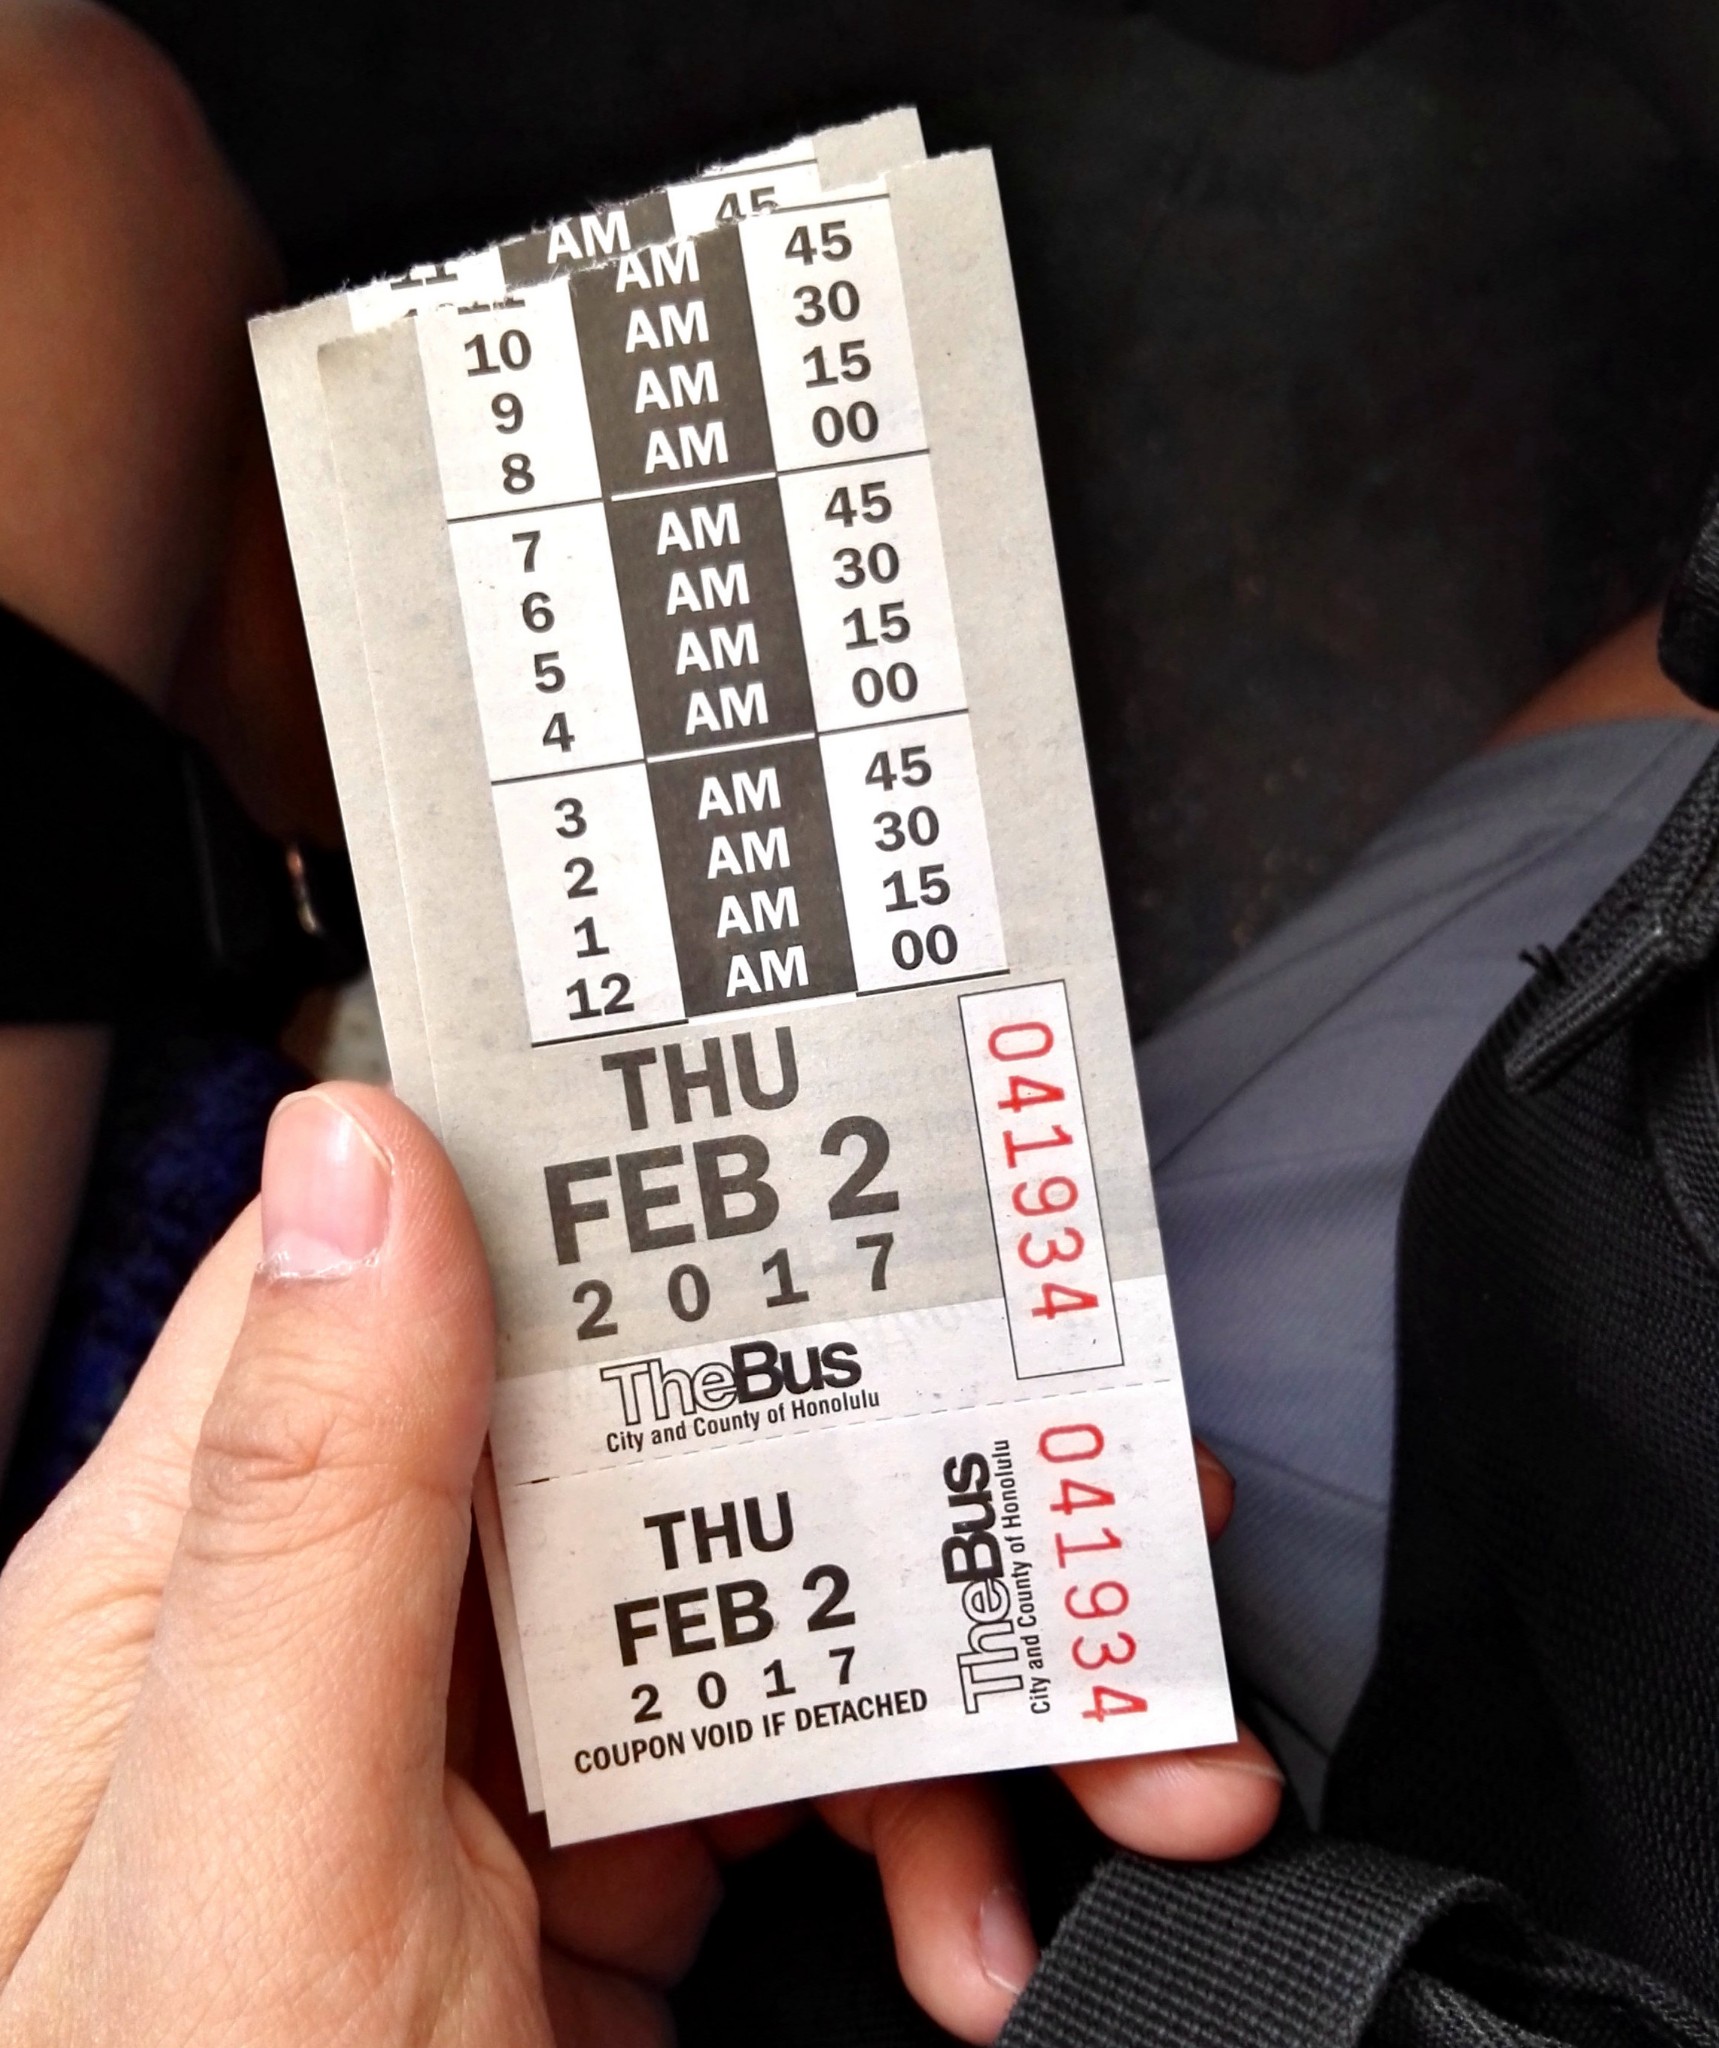 AM 45
11 AM 45
10 AM 30
9 AM 15
8 AM 00
7 AM 45
6 AM 30
5 AM 15
4 AM 00
3 AM 45
2 AM 30
1 AM 15
12 AM 00
THU
FEB 2
2017
041934
TheBus
City and County of Honolulu
THU
FEB 2
2017
COUPON VOID IF DETACHED
TheBus
City and County of Honolulu
041934